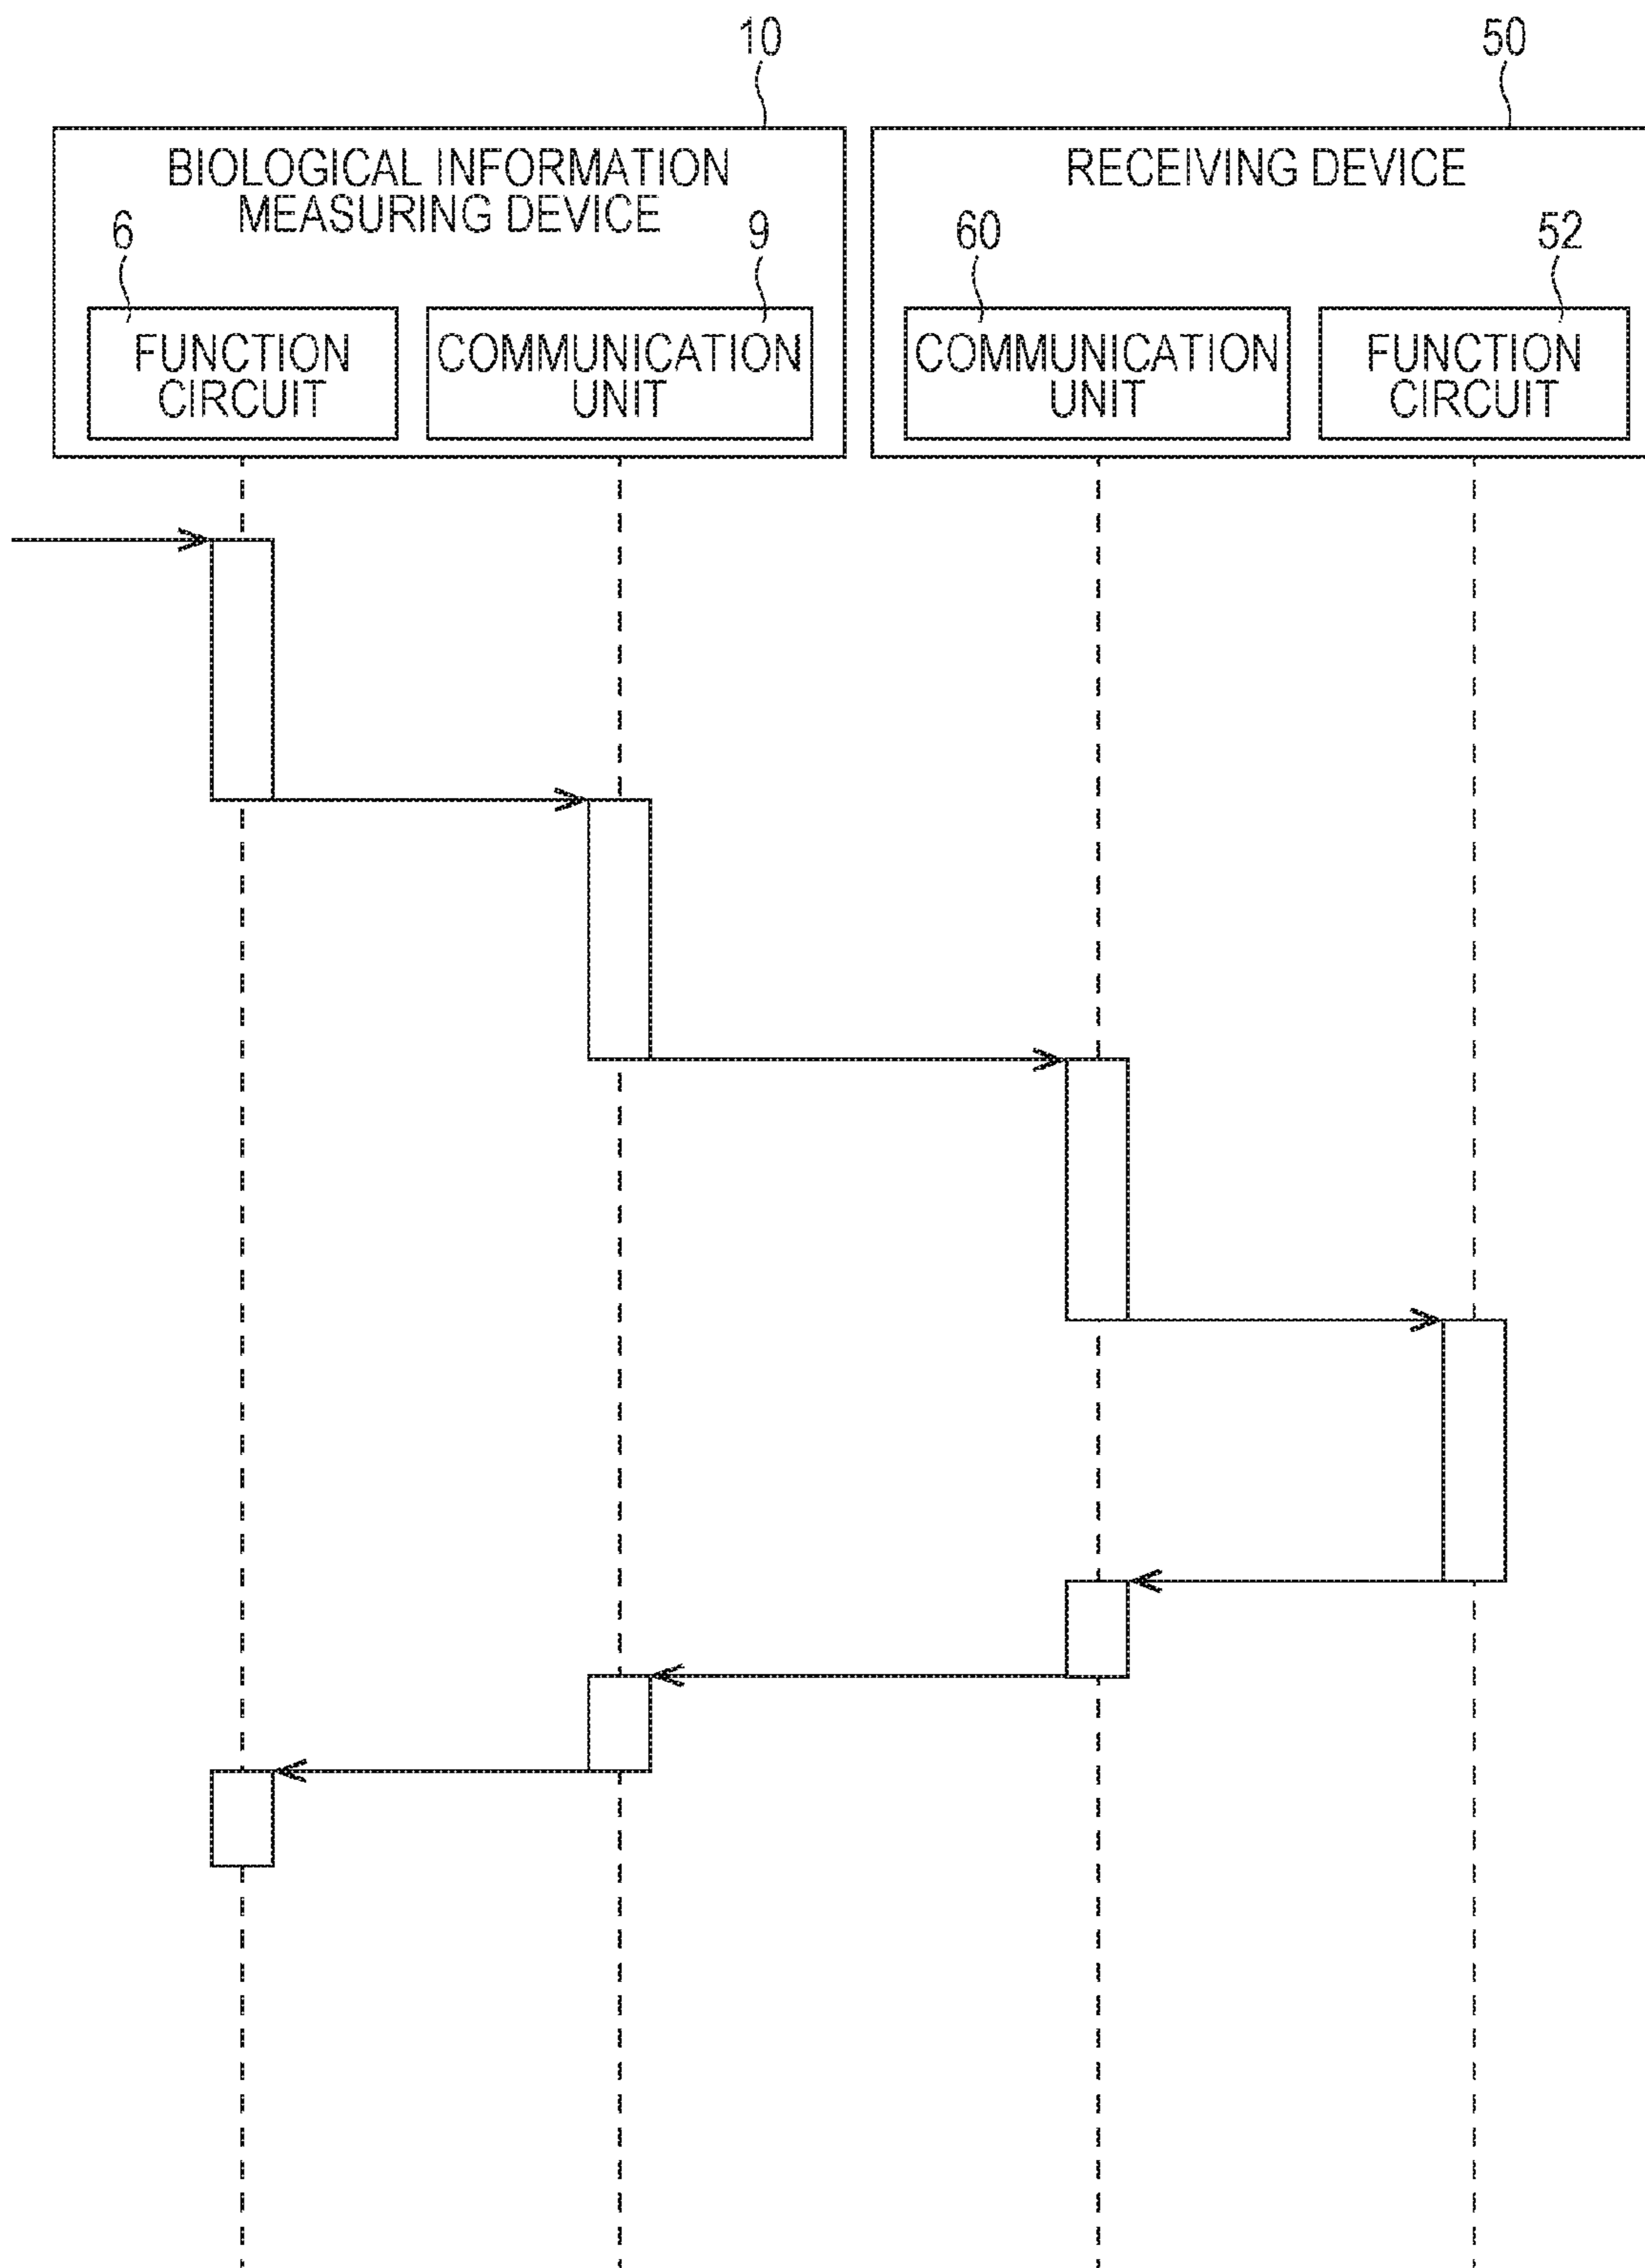 10
50
BIOLOGICAL INFORMATION
MEASURING DEVICE
RECEIVING DEVICE
6
9
60
52
FUNCTION
CIRCUIT
COMMUNICATION
UNIT
COMMUNICATION
UNIT
FUNCTION
CIRCUIT